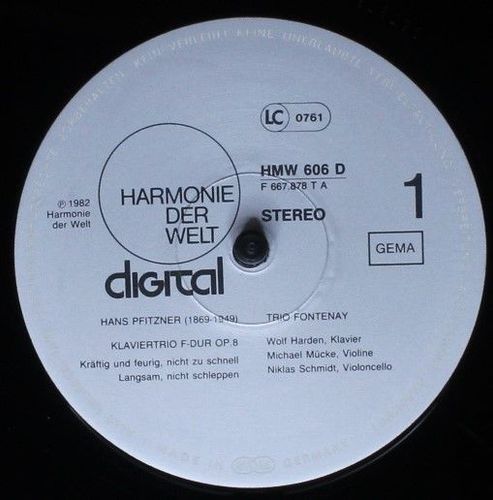 LC 0761
HMW 606 D
F 667.878 T A
STEREO
1
GEMA
℗ 1982
Harmonie
der Welt
HARMONIE
DER
WELT
digital
HANS PFITZNER (1869-1949)
KLAVIERTRIO F-DUR OP.8
Kräftig und feurig, nicht zu schnell
Langsam, nicht schleppen
TRIO FONTENAY
Wolf Harden, Klavier
Michael Mücke, Violine
Niklas Schmidt, Violoncello
MADE IN
GERMANY